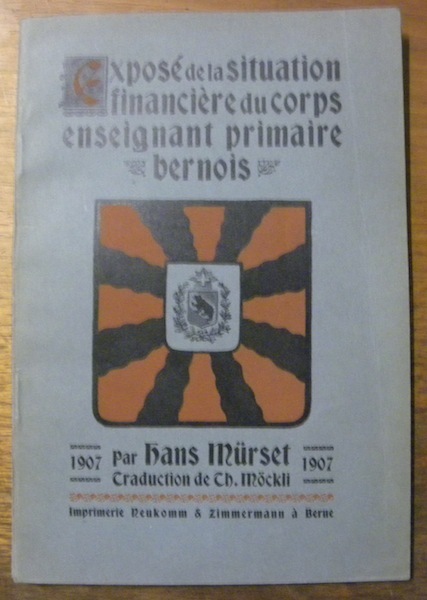 Exposé de la situation
financière du corps
enseignant primaire
bernois
1907 Par Hans Mürset 1907
Traduction de Th. Möckli
Imprimerie Neukomm & Zimmermann à Berne